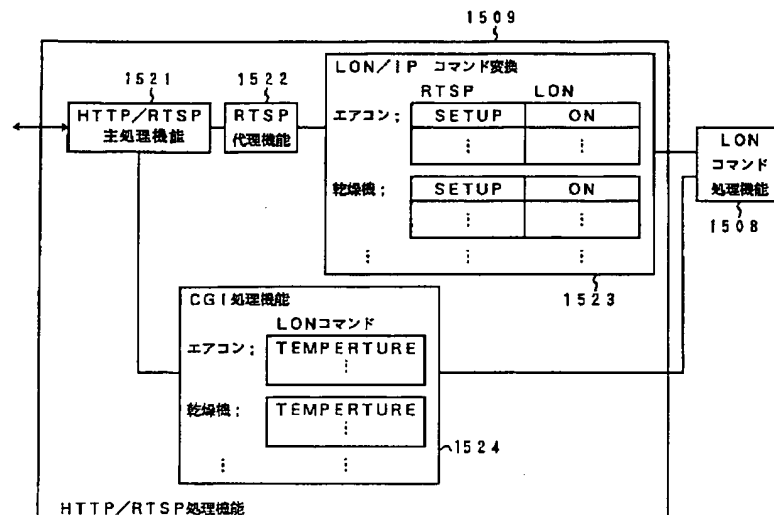 1509
1521
1522
HTTP/RTSP
主処理機能
RTSP
代理機能
LON/IP コマンド変換
RTSP LON
エアコン; SETUP ON
⋮ ⋮
乾燥機; SETUP ON
⋮ ⋮
⋮ ⋮ ⋮
1523
LON
コマンド
処理機能
1508
CGI処理機能
LONコマンド
エアコン; TEMPERTURE
⋮
乾燥機; TEMPERTURE
⋮
⋮ ⋮
1524
HTTP/RTSP処理機能